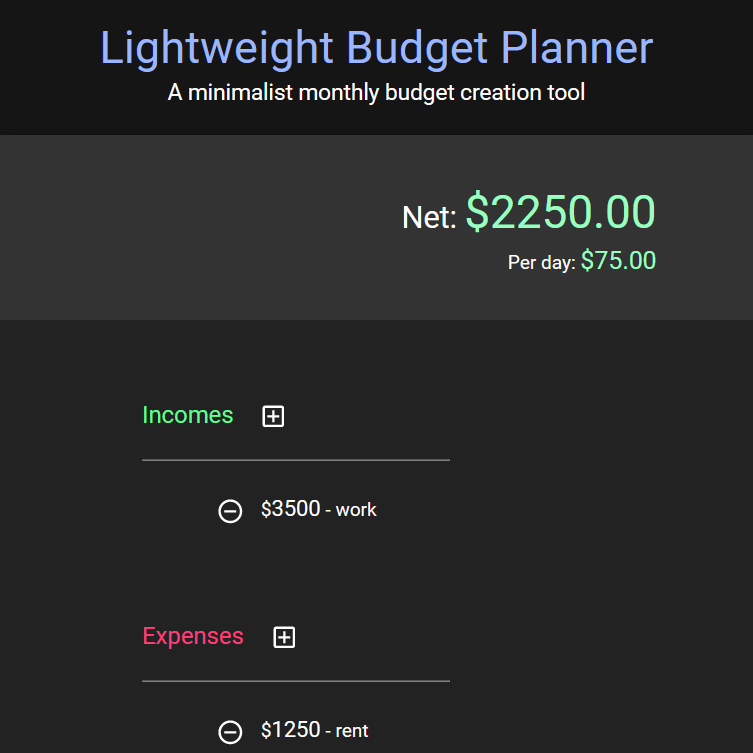 Lightweight Budget Planner
A minimalist monthly budget creation tool
Net: $2250.00
Per day: $75.00
Incomes
$3500 - work
Expenses
$1250 - rent